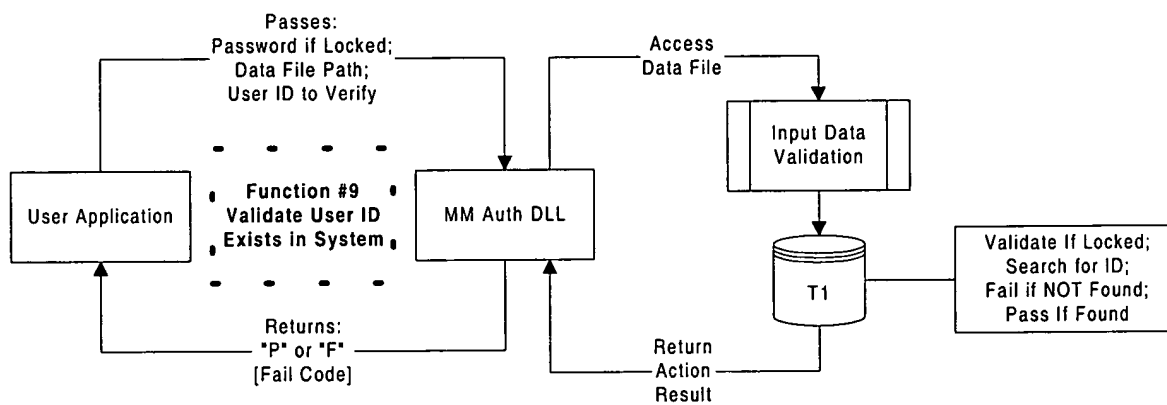 Passes:
Password if Locked;
Data File Path;
User ID to Verify
Access
Data File
Input Data
Validation
User Application
Function #9
Validate User ID
Exists in System
MM Auth DLL
T1
Validate If Locked;
Search for ID;
Fail if NOT Found;
Pass If Found
Returns:
"P" or "F"
[Fail Code]
Return
Action
Result